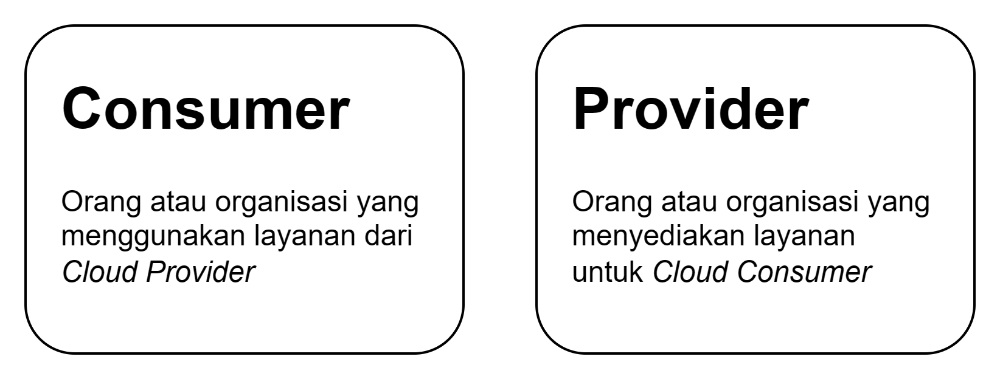 Consumer
Orang atau organisasi yang
menggunakan layanan dari
Cloud Provider
Provider
Orang atau organisasi yang
menyediakan layanan
untuk Cloud Consumer